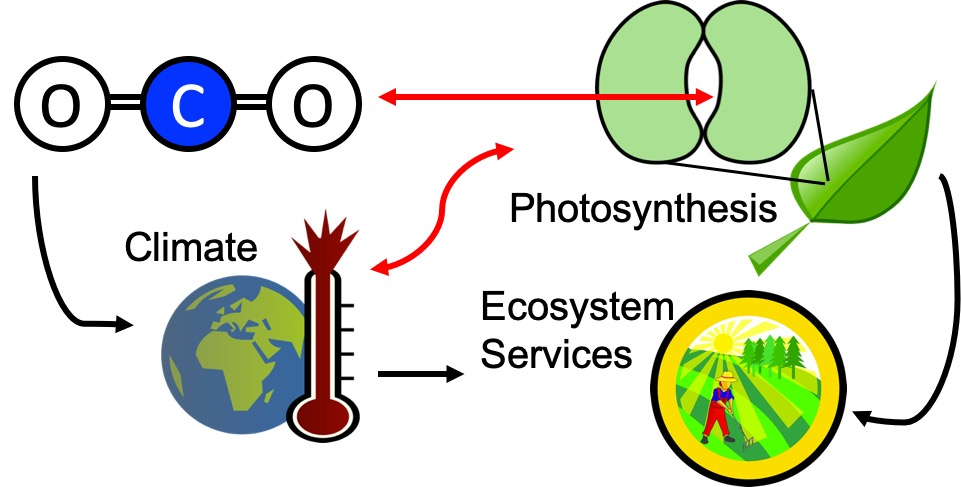 O C O
Photosynthesis
Climate
Ecosystem
Services